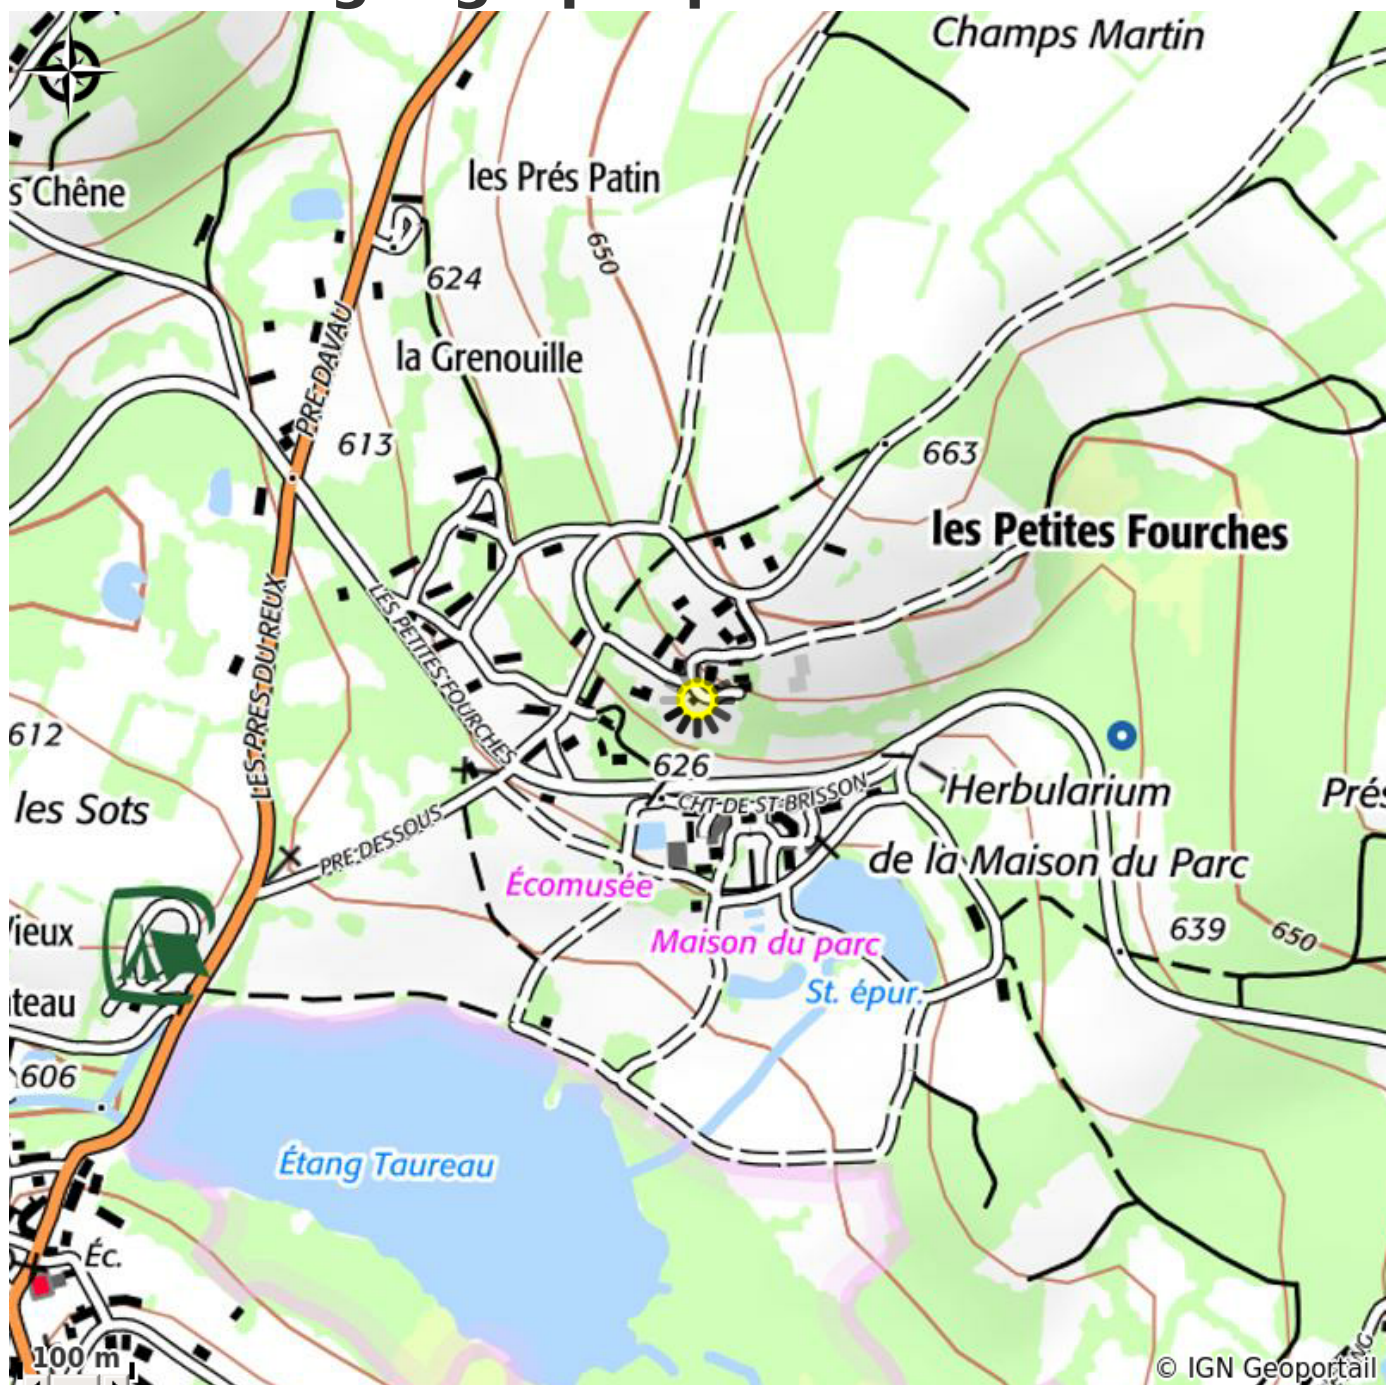 Champs Martin
les Prés Patin
s Chêne
650
624
la Grenouille
PRE DAVAU
613
663
les Petites Fourches
LES PETITES FOURCHES
LES PRES DU REUX
612
626
Herbularium
de la Maison du Parc
CHT DE ST BRISSON
les Sots
Prés
PRE DESSOUS
Écomusée
Maison du parc
639
650
St. épur.
ieux
teau
606
Étang Taureau
Éc.
100 m
© IGN Geoportail